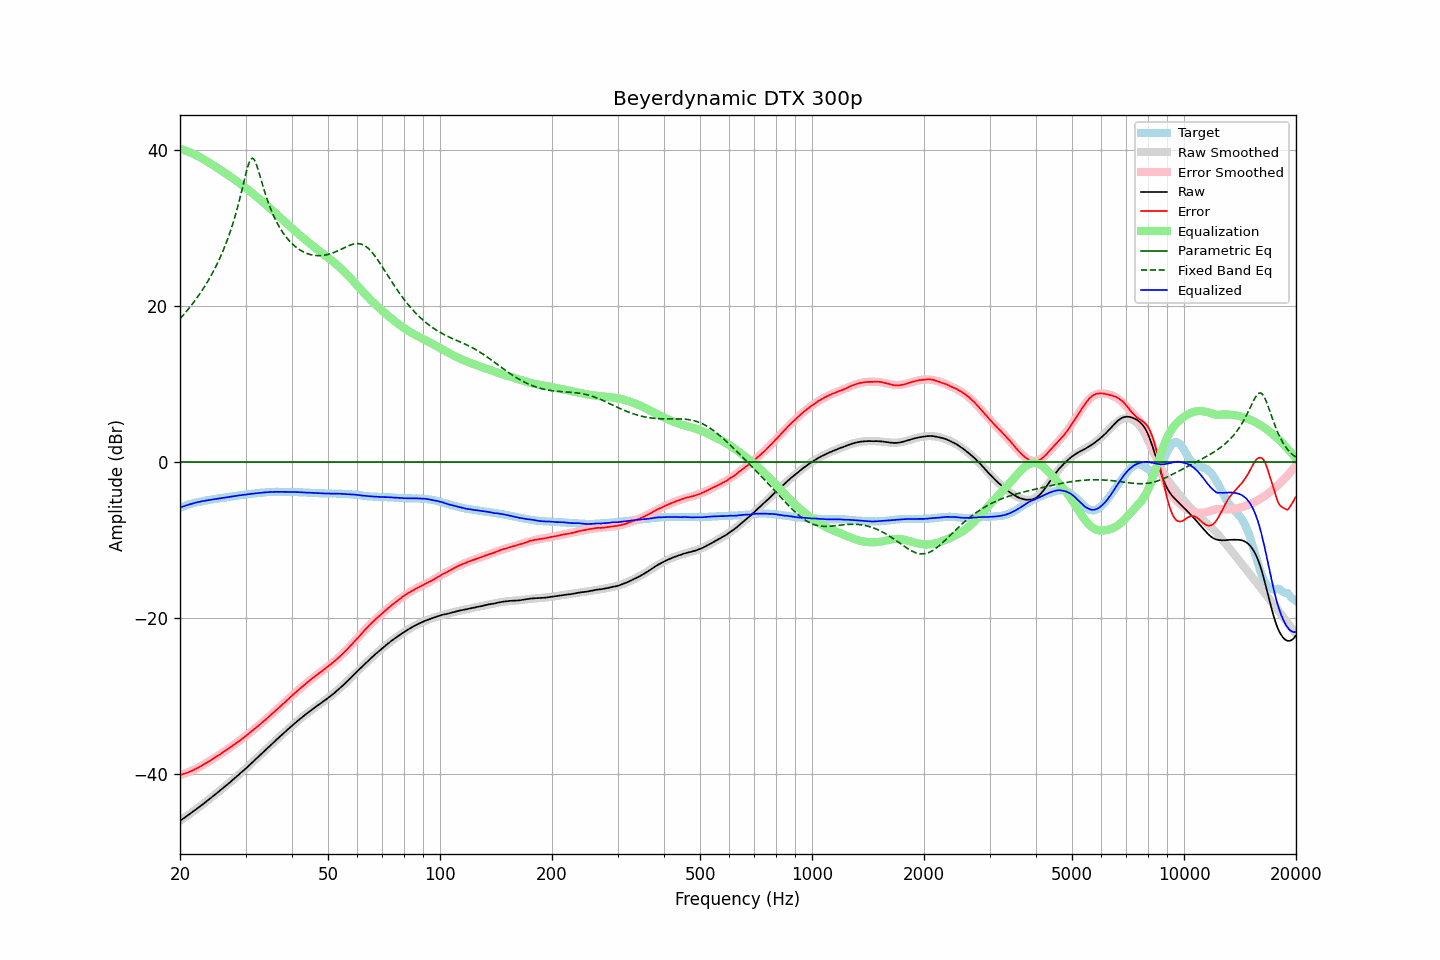 Beyerdynamic DTX 300p
Target
Raw Smoothed
Error Smoothed
Raw
Error
Equalization
Parametric Eq
Fixed Band Eq
Equalized
40
20
0
−20
−40
Amplitude (dBr)
20
50
100
200
500
1000
2000
5000
10000
20000
Frequency (Hz)